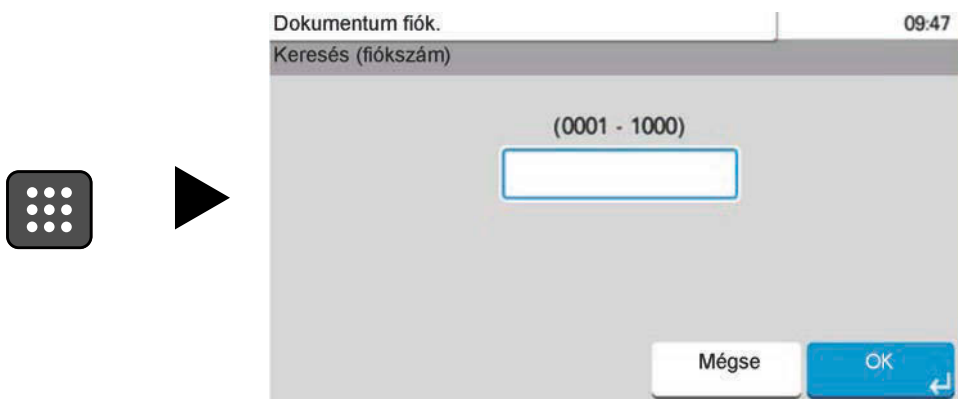 Dokumentum fiók.
09:47
Keresés (fiókszám)
(0001 - 1000)
Mégse
OK